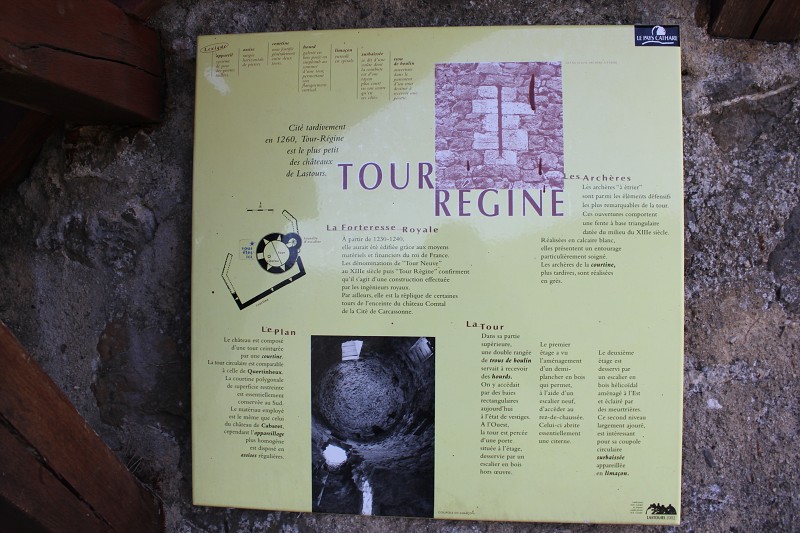 Lexique
appareil
assise
courtine
hourd
limaçon
surbaissée
trou
de boulin
LE PAYS CATHARE
Cité tardivement
en 1260, Tour-Régine
est le plus petit
des châteaux
de Lastours.
TOUR
RÉGINE
La Forteresse Royale
À partir de 1230-1240,
elle aurait été édifiée grâce aux moyens
matériels et financiers du roi de France.
Les dénominations de "Tour Neuve"
au XIIIe siècle puis "Tour Régine" confirment
qu'il s'agit d'une construction effectuée
par les ingénieurs royaux.
Par ailleurs, elle est la réplique de certaines
tours de l'enceinte du château Comtal
de la Cité de Carcassonne.
Les Archères
Les archères "à étrier"
sont parmi les éléments défensifs
les plus remarquables de la tour.
Ces ouvertures comportent
une fente à base triangulaire
datée du milieu du XIIIe siècle.
Réalisées en calcaire blanc,
elles présentent un entourage
particulièrement soigné.
Les archères de la courtine,
plus tardives, sont réalisées
en grès.
Le Plan
Le château est composé
d'une tour ceinturée
par une courtine.
La tour circulaire est comparable
à celle de Quertinheux.
La courtine polygonale
de superficie restreinte
est essentiellement
conservée au Sud.
Le matériau employé
est le même que celui
du château de Cabaret,
cependant l'appareillage
plus homogène
est disposé en
assises régulières.
La Tour
Dans sa partie
supérieure,
une double rangée
de trous de boulin
servait à recevoir
des hourds.
On y accédait
par des baies
rectangulaires
aujourd'hui
à l'état de vestiges.
A l'Ouest,
la tour est percée
d'une porte
située à l'étage,
desservie par un
escalier en bois
hors œuvre.
Le premier
étage a vu
l'aménagement
d'un demi-
plancher en bois
qui permet,
à l'aide d'un
escalier neuf,
d'accéder au
rez-de-chaussée.
Celui-ci abrite
essentiellement
une citerne.
Le deuxième
étage est
desservi par
un escalier en
bois hélicoïdal
aménagé à l'Est
et éclairé par
des meurtrières.
Ce second niveau
largement ajouré,
est intéressant
pour sa coupole
circulaire
surbaissée
appareillée
en limaçon.
LASTOURS